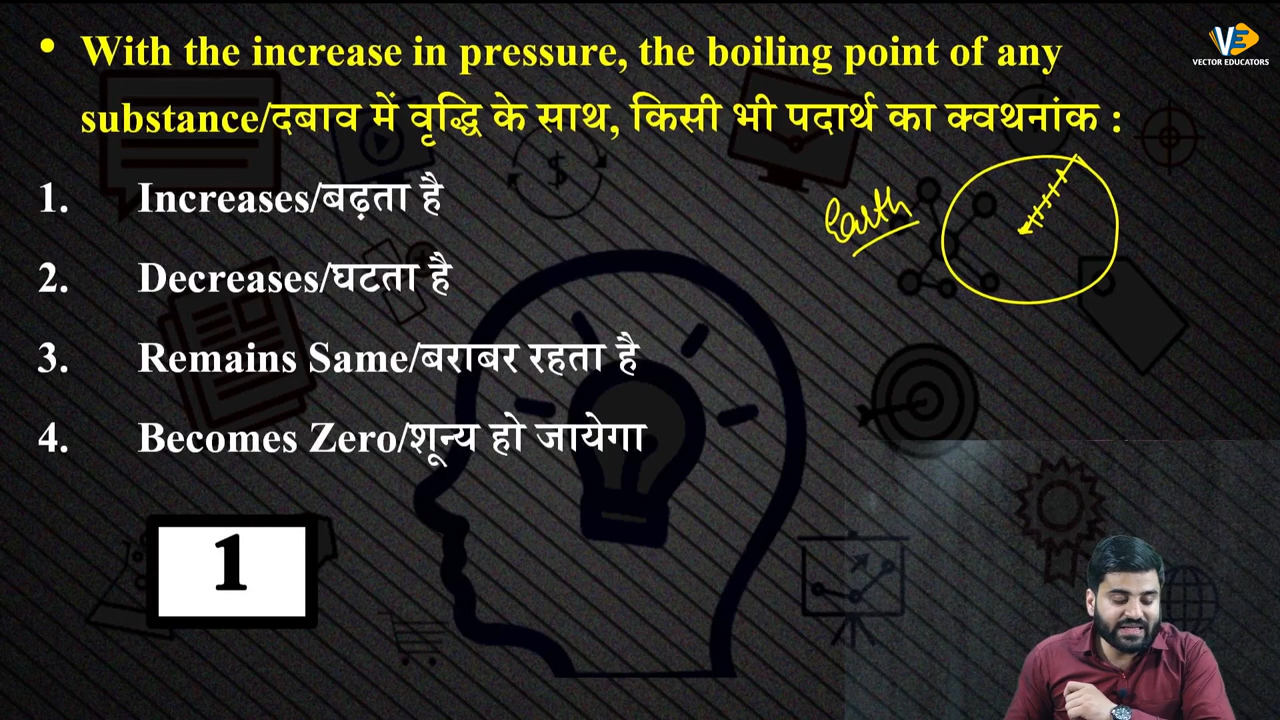 VE
VECTOR EDUCATORS
• With the increase in pressure, the boiling point of any
substance/दबाव में वृद्धि के साथ, किसी भी पदार्थ का क्वथनांक :
1. Increases/बढ़ता है
Earth
2. Decreases/घटता है
3. Remains Same/बराबर रहता है
4. Becomes Zero/शून्य हो जायेगा
1